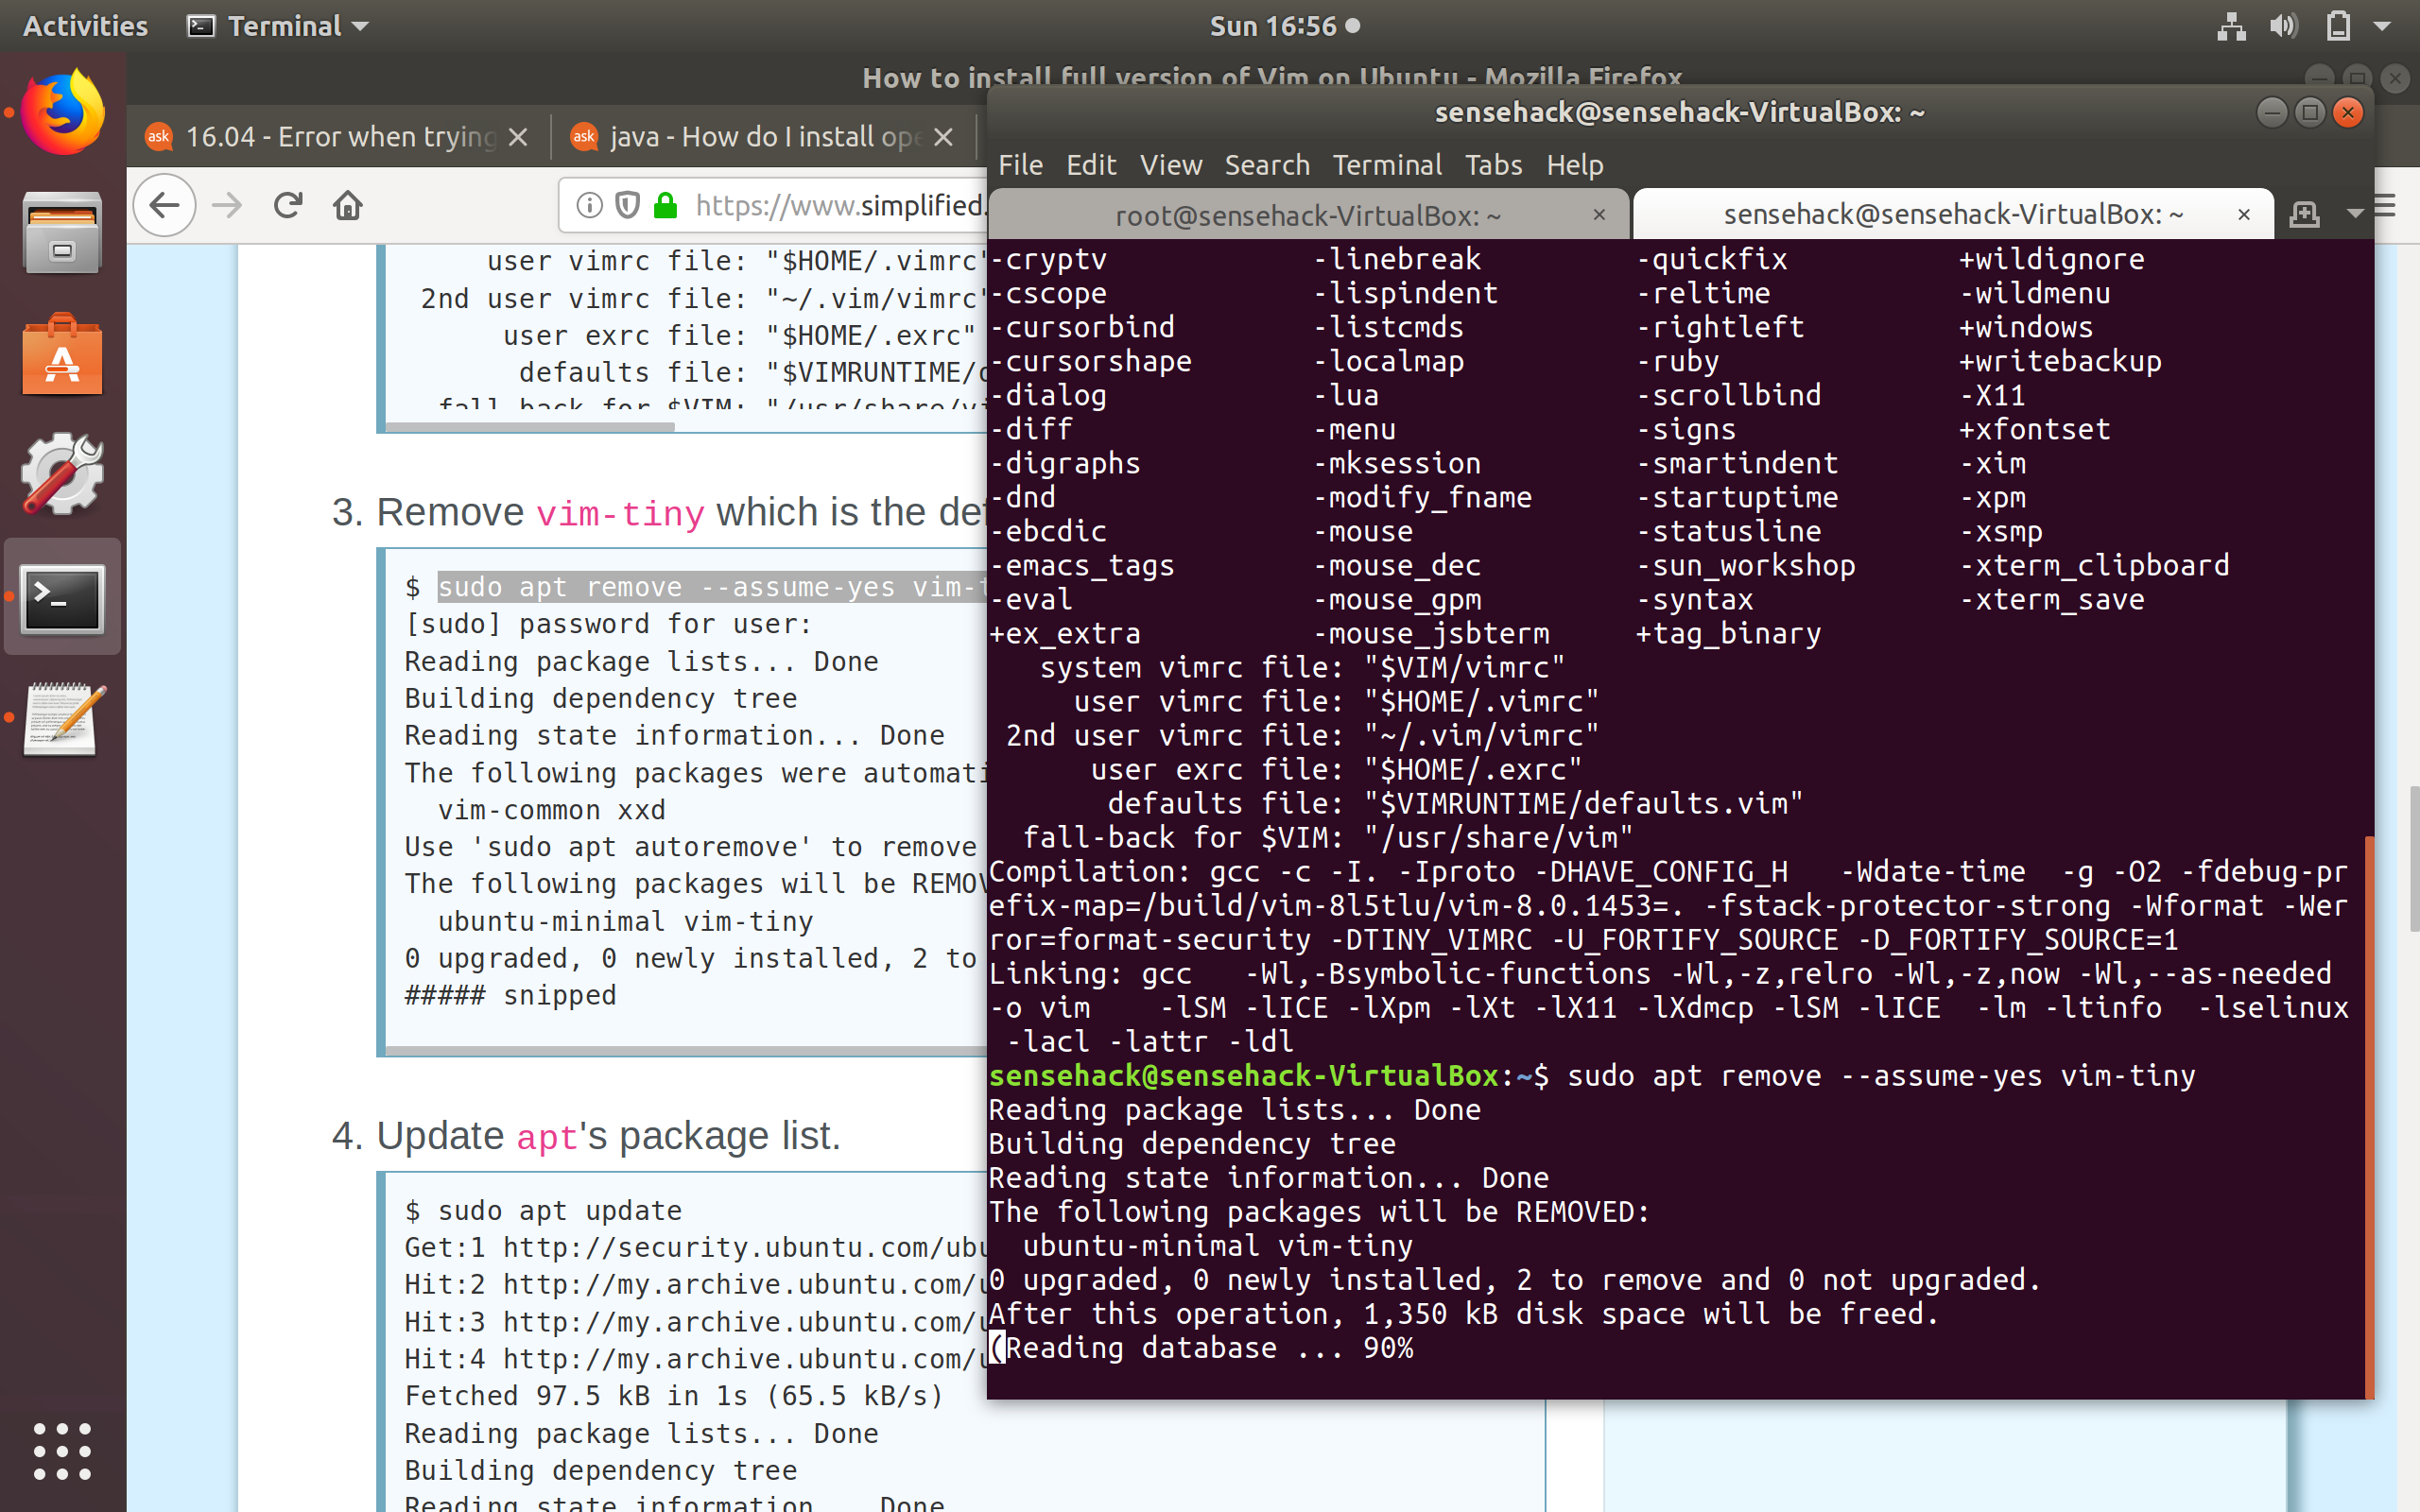 Activities
Terminal
Sun 16:56
How to install full version of Vim on Ubuntu - Mozilla Firefox
ask 16.04 - Error when trying
ask java - How do I install ope
https://www.simplified.
user vimrc file: "$HOME/.vimrc"
2nd user vimrc file: "~/.vim/vimrc"
user exrc file: "$HOME/.exrc"
defaults file: "$VIMRUNTIME/d
fall-back for $VIM: "/usr/share/vi
3. Remove vim-tiny which is the def
$ sudo apt remove --assume-yes vim-t
[sudo] password for user:
Reading package lists... Done
Building dependency tree
Reading state information... Done
The following packages were automati
vim-common xxd
Use 'sudo apt autoremove' to remove
The following packages will be REMOV
ubuntu-minimal vim-tiny
0 upgraded, 0 newly installed, 2 to
##### snipped
4. Update apt's package list.
$ sudo apt update
Get:1 http://security.ubuntu.com/ubu
Hit:2 http://my.archive.ubuntu.com/u
Hit:3 http://my.archive.ubuntu.com/u
Hit:4 http://my.archive.ubuntu.com/u
Fetched 97.5 kB in 1s (65.5 kB/s)
Reading package lists... Done
Building dependency tree
Reading state information... Done
sensehack@sensehack-VirtualBox: ~
File Edit View Search Terminal Tabs Help
root@sensehack-VirtualBox: ~
sensehack@sensehack-VirtualBox: ~
-cryptv -linebreak -quickfix +wildignore
-cscope -lispindent -reltime -wildmenu
-cursorbind -listcmds -rightleft +windows
-cursorshape -localmap -ruby +writebackup
-dialog -lua -scrollbind -X11
-diff -menu -signs +xfontset
-digraphs -mksession -smartindent -xim
-dnd -modify_fname -startuptime -xpm
-ebcdic -mouse -statusline -xsmp
-emacs_tags -mouse_dec -sun_workshop -xterm_clipboard
-eval -mouse_gpm -syntax -xterm_save
+ex_extra -mouse_jsbterm +tag_binary
system vimrc file: "$VIM/vimrc"
user vimrc file: "$HOME/.vimrc"
2nd user vimrc file: "~/.vim/vimrc"
user exrc file: "$HOME/.exrc"
defaults file: "$VIMRUNTIME/defaults.vim"
fall-back for $VIM: "/usr/share/vim"
Compilation: gcc -c -I. -Iproto -DHAVE_CONFIG_H -Wdate-time -g -O2 -fdebug-pr
efix-map=/build/vim-8l5tlu/vim-8.0.1453=. -fstack-protector-strong -Wformat -Wer
ror=format-security -DTINY_VIMRC -U_FORTIFY_SOURCE -D_FORTIFY_SOURCE=1
Linking: gcc -Wl,-Bsymbolic-functions -Wl,-z,relro -Wl,-z,now -Wl,--as-needed
-o vim -lSM -lICE -lXpm -lXt -lX11 -lXdmcp -lSM -lICE -lm -ltinfo -lselinux
-lacl -lattr -ldl
sensehack@sensehack-VirtualBox:~$ sudo apt remove --assume-yes vim-tiny
Reading package lists... Done
Building dependency tree
Reading state information... Done
The following packages will be REMOVED:
ubuntu-minimal vim-tiny
0 upgraded, 0 newly installed, 2 to remove and 0 not upgraded.
After this operation, 1,350 kB disk space will be freed.
(Reading database ... 90%